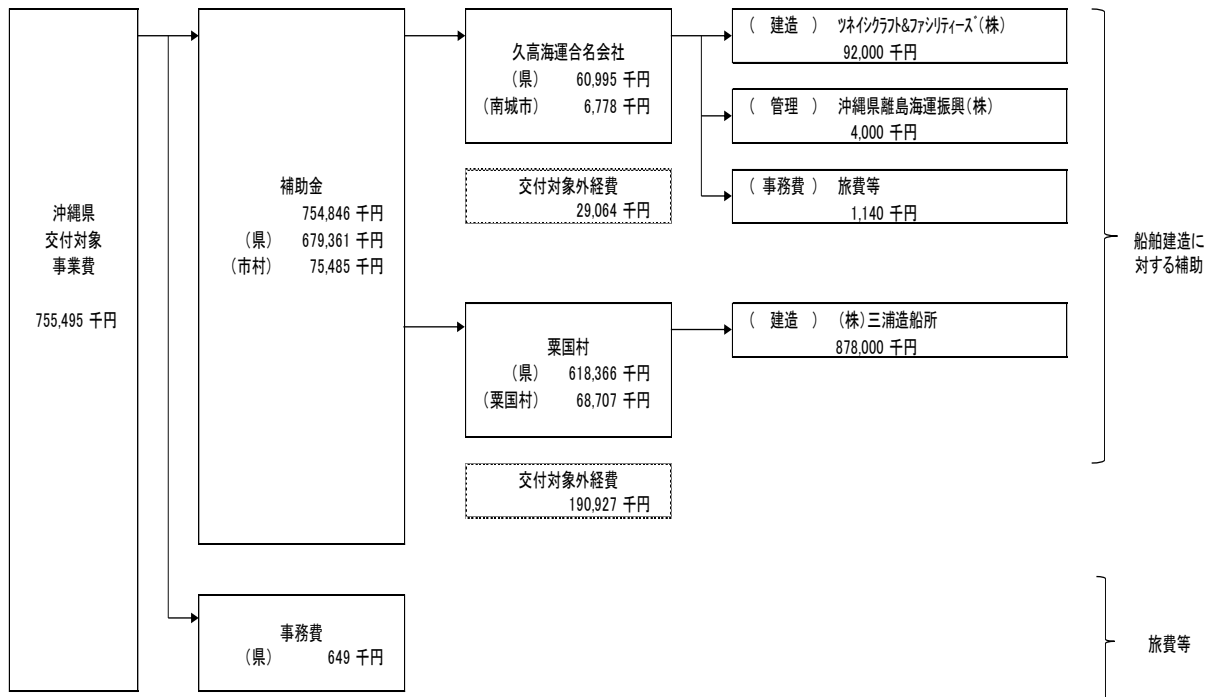 沖縄県
交付対象
事業費
755,495 千円
補助金
754,846 千円
(県) 679,361 千円
(市村) 75,485 千円
事務費
(県) 649 千円
久高海運合名会社
(県) 60,995 千円
(南城市) 6,778 千円
交付対象外経費
29,064 千円
粟国村
(県) 618,366 千円
(粟国村) 68,707 千円
交付対象外経費
190,927 千円
( 建造 ) ツネイシクラフト&ファシリティーズ(株)
92,000 千円
( 管理 ) 沖縄県離島海運振興(株)
4,000 千円
( 事務費 ) 旅費等
1,140 千円
( 建造 ) (株)三浦造船所
878,000 千円
船舶建造に
対する補助
旅費等